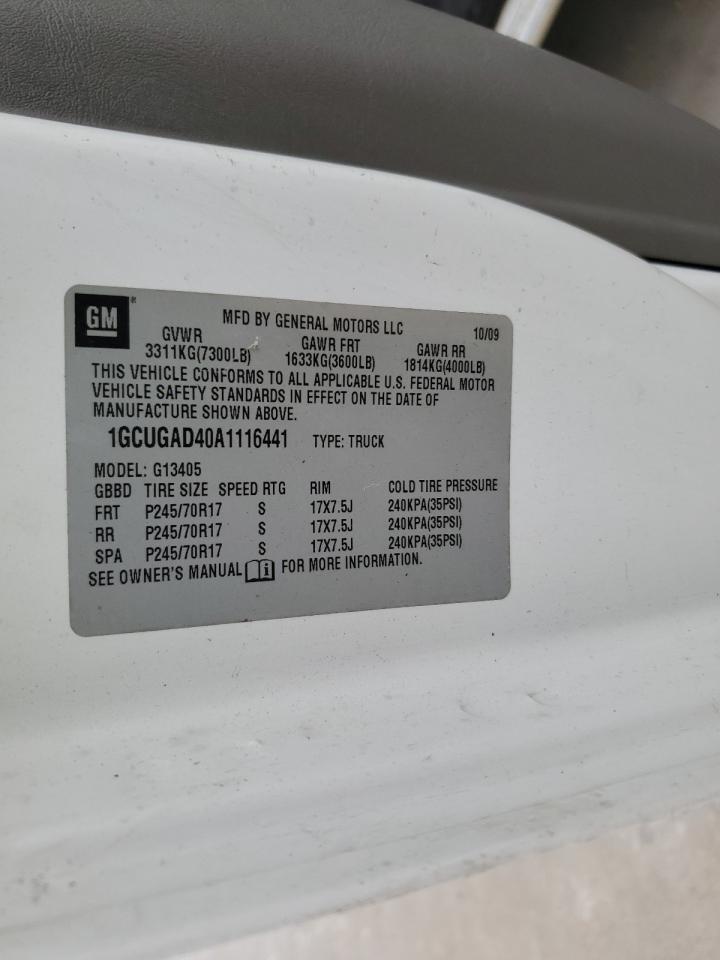 GM
MFD BY GENERAL MOTORS LLC 10/09
GVWR GAWR FRT GAWR RR
3311KG(7300LB) 1633KG(3600LB) 1814KG(4000LB)
THIS VEHICLE CONFORMS TO ALL APPLICABLE U.S. FEDERAL MOTOR
VEHICLE SAFETY STANDARDS IN EFFECT ON THE DATE OF
MANUFACTURE SHOWN ABOVE.
1GCUGAD40A1116441 TYPE: TRUCK
MODEL: G13405
GBBD TIRE SIZE SPEED RTG RIM COLD TIRE PRESSURE
FRT P245/70R17 S 17X7.5J 240KPA(35PSI)
RR P245/70R17 S 17X7.5J 240KPA(35PSI)
SPA P245/70R17 S 17X7.5J 240KPA(35PSI)
SEE OWNER'S MANUAL FOR MORE INFORMATION.